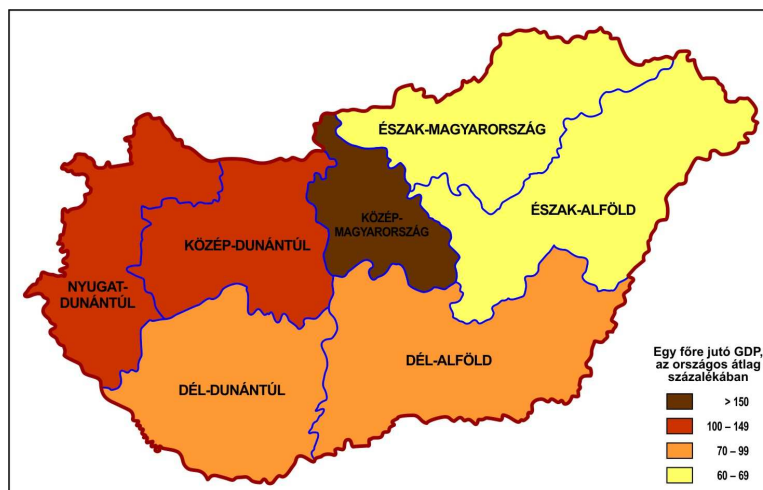 ÉSZAK-MAGYARORSZÁG
ÉSZAK-ALFÖLD
KÖZÉP-
MAGYARORSZÁG
KÖZÉP-DUNÁNTÚL
NYUGAT-
DUNÁNTÚL
DÉL-ALFÖLD
DÉL-DUNÁNTÚL
Egy főre jutó GDP,
az országos átlag
százalékában
> 150
100 – 149
70 – 99
60 – 69